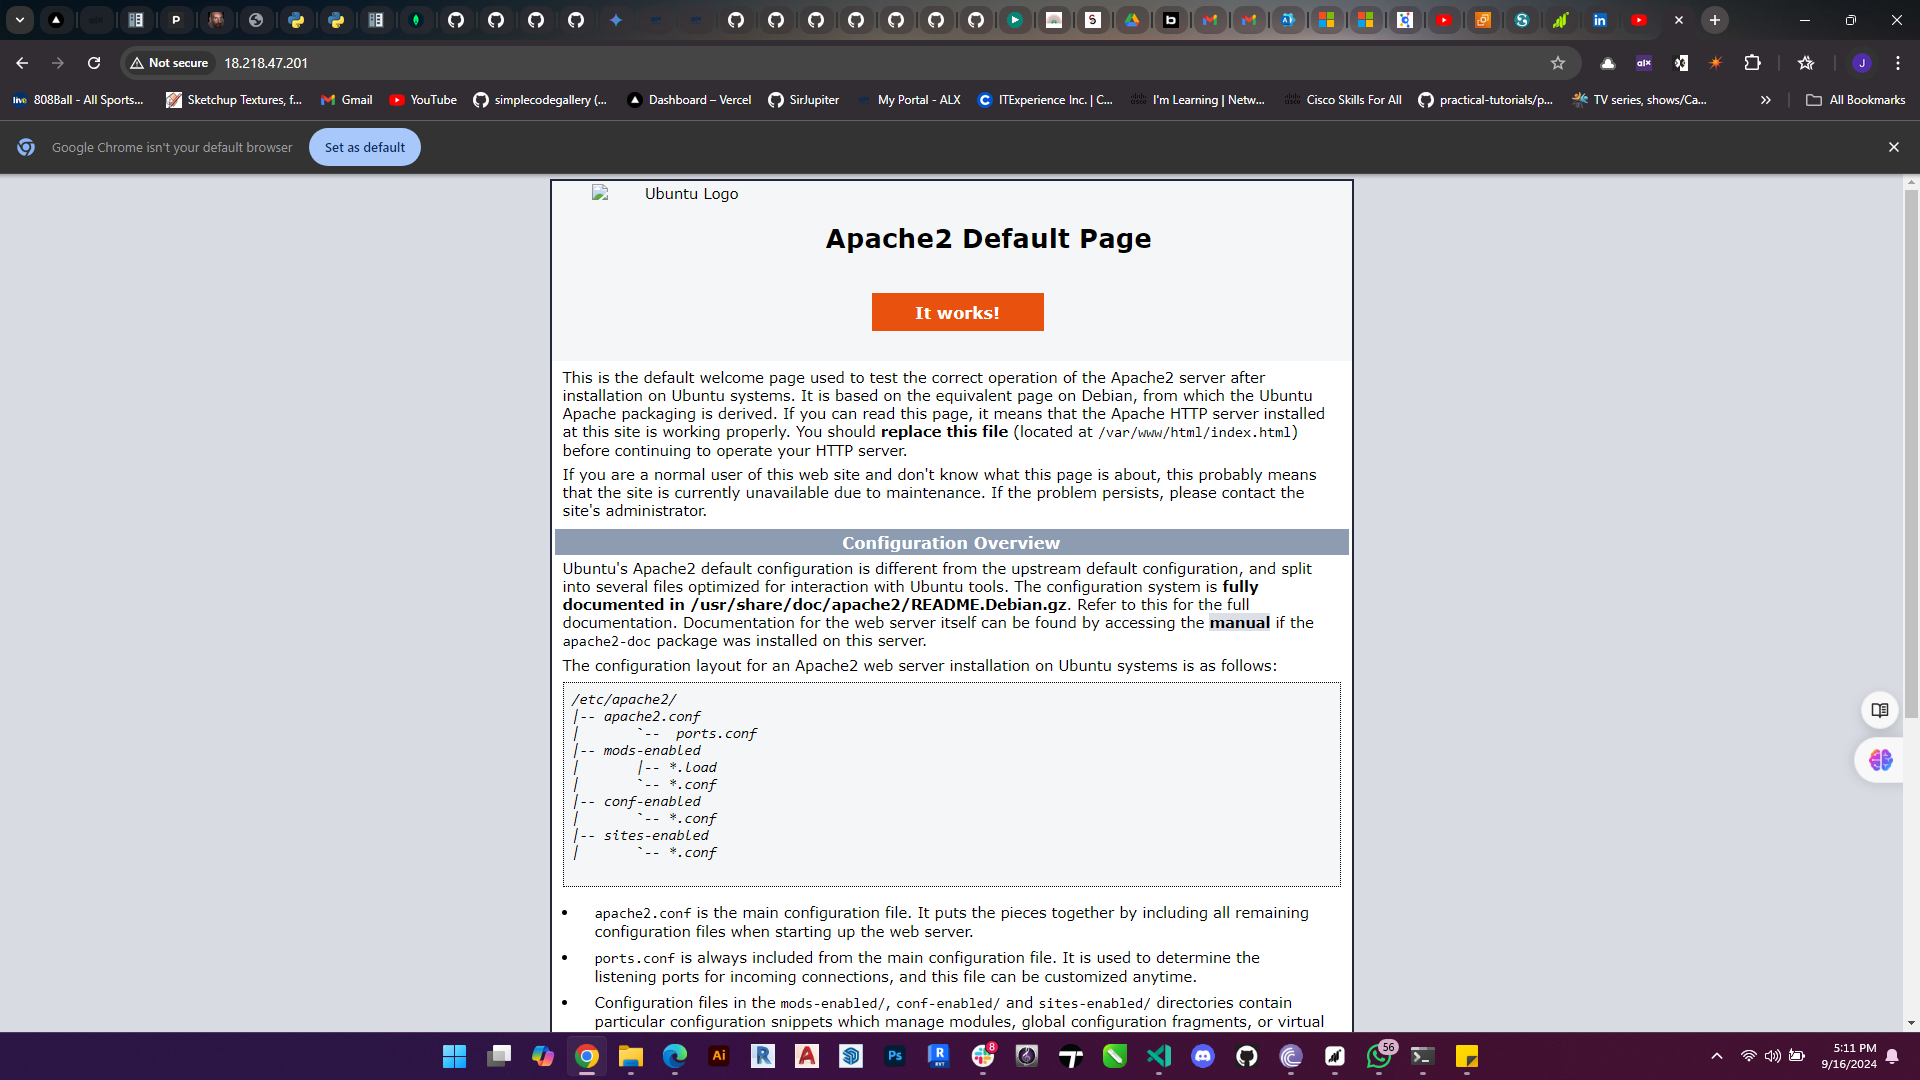 Not secure
18.218.47.201
808Ball - All Sports...
Sketchup Textures, f...
Gmail
YouTube
simplecodegallery (...
Dashboard – Vercel
SirJupiter
My Portal - ALX
ITExperience Inc. | C...
I'm Learning | Netw...
Cisco Skills For All
practical-tutorials/p...
TV series, shows/Ca...
All Bookmarks
Google Chrome isn't your default browser
Set as default
Ubuntu Logo
Apache2 Default Page
It works!
This is the default welcome page used to test the correct operation of the Apache2 server after
installation on Ubuntu systems. It is based on the equivalent page on Debian, from which the Ubuntu
Apache packaging is derived. If you can read this page, it means that the Apache HTTP server installed
at this site is working properly. You should replace this file (located at /var/www/html/index.html)
before continuing to operate your HTTP server.
If you are a normal user of this web site and don't know what this page is about, this probably means
that the site is currently unavailable due to maintenance. If the problem persists, please contact the
site's administrator.
Configuration Overview
Ubuntu's Apache2 default configuration is different from the upstream default configuration, and split
into several files optimized for interaction with Ubuntu tools. The configuration system is fully
documented in /usr/share/doc/apache2/README.Debian.gz. Refer to this for the full
documentation. Documentation for the web server itself can be found by accessing the manual if the
apache2-doc package was installed on this server.
The configuration layout for an Apache2 web server installation on Ubuntu systems is as follows:
/etc/apache2/
|-- apache2.conf
|       `--  ports.conf
|-- mods-enabled
|       |-- *.load
|       `-- *.conf
|-- conf-enabled
|       `-- *.conf
|-- sites-enabled
|       `-- *.conf
• apache2.conf is the main configuration file. It puts the pieces together by including all remaining
configuration files when starting up the web server.
• ports.conf is always included from the main configuration file. It is used to determine the
listening ports for incoming connections, and this file can be customized anytime.
• Configuration files in the mods-enabled/, conf-enabled/ and sites-enabled/ directories contain
particular configuration snippets which manage modules, global configuration fragments, or virtual
5:11 PM
9/16/2024